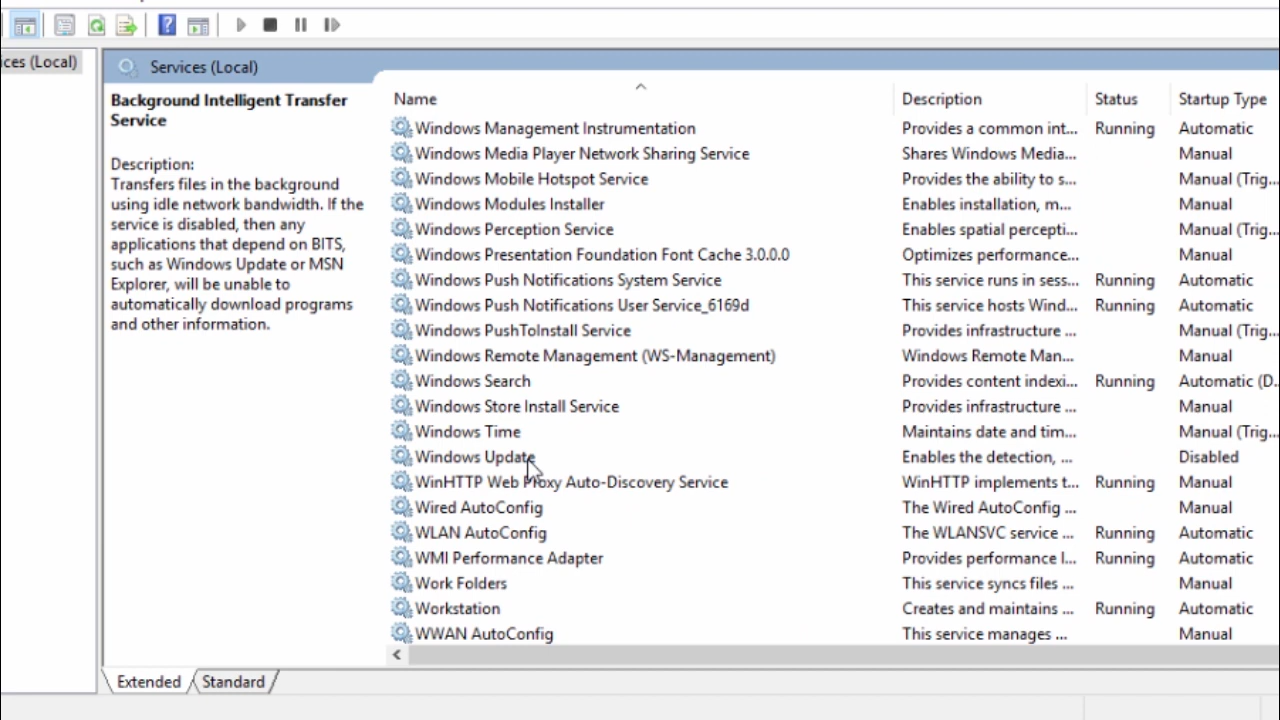 ices (Local)
Services (Local)
Background Intelligent Transfer
Service
Description:
Transfers files in the background
using idle network bandwidth. If the
service is disabled, then any
applications that depend on BITS,
such as Windows Update or MSN
Explorer, will be unable to
automatically download programs
and other information.
Name Description Status Startup Type
Windows Management Instrumentation Provides a common int... Running Automatic
Windows Media Player Network Sharing Service Shares Windows Media... Manual
Windows Mobile Hotspot Service Provides the ability to s... Manual (Trig...
Windows Modules Installer Enables installation, m... Manual
Windows Perception Service Enables spatial percepti... Manual (Trig...
Windows Presentation Foundation Font Cache 3.0.0.0 Optimizes performance... Manual
Windows Push Notifications System Service This service runs in sess... Running Automatic
Windows Push Notifications User Service_6169d This service hosts Wind... Running Automatic
Windows PushToInstall Service Provides infrastructure ... Manual (Trig...
Windows Remote Management (WS-Management) Windows Remote Man... Manual
Windows Search Provides content indexi... Running Automatic (D...
Windows Store Install Service Provides infrastructure ... Manual
Windows Time Maintains date and tim... Manual (Trig...
Windows Update Enables the detection, ... Disabled
WinHTTP Web Proxy Auto-Discovery Service WinHTTP implements t... Running Manual
Wired AutoConfig The Wired AutoConfig ... Manual
WLAN AutoConfig The WLANSVC service ... Running Automatic
WMI Performance Adapter Provides performance l... Running Automatic
Work Folders This service syncs files ... Manual
Workstation Creates and maintains ... Running Automatic
WWAN AutoConfig This service manages ... Manual
Extended Standard